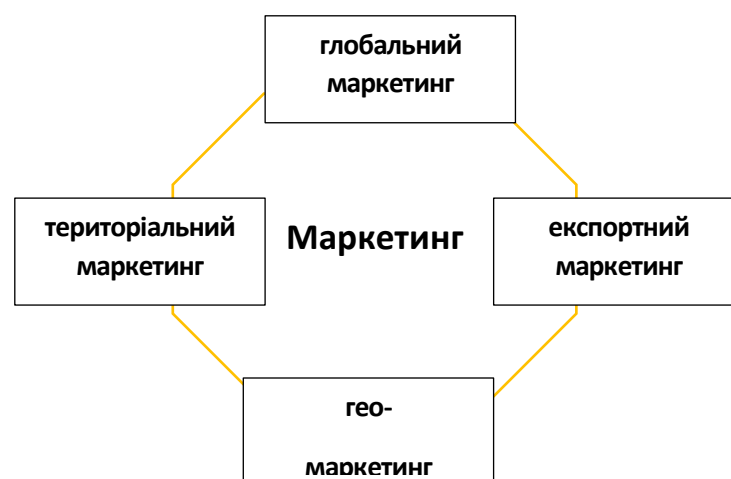 глобальний
маркетинг
територіальний
маркетинг
Маркетинг
експортний
маркетинг
гео-
маркетинг